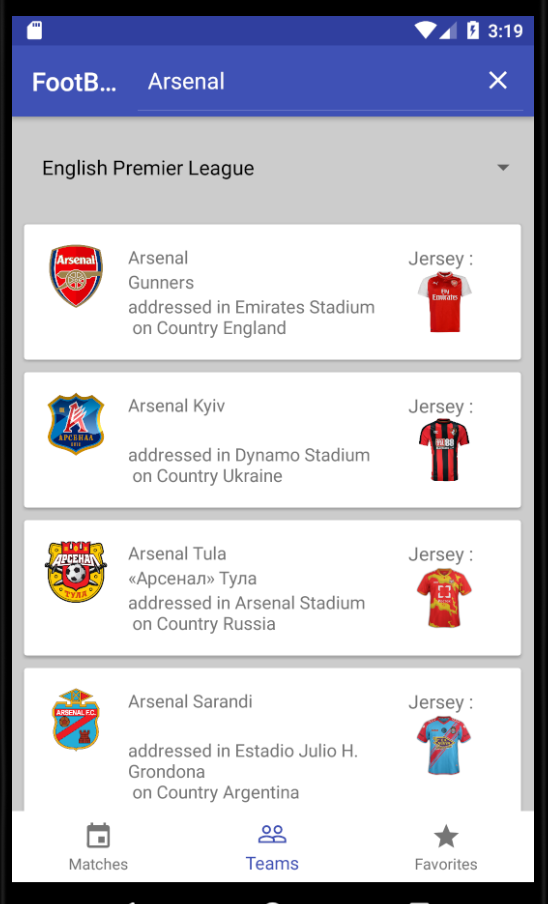 3:19
FootB...
Arsenal
English Premier League
Arsenal
Arsenal
Gunners
addressed in Emirates Stadium
on Country England
Jersey :
Fly
Emirates
Arsenal Kyiv
addressed in Dynamo Stadium
on Country Ukraine
АРСЕНАЛ
Jersey :
Arsenal Tula
«Арсенал» Тула
addressed in Arsenal Stadium
on Country Russia
АРСЕНАЛ
ТУЛА
Jersey :
Arsenal Sarandi
addressed in Estadio Julio H.
Grondona
on Country Argentina
ARSENAL F.C.
Jersey :
Matches
Teams
Favorites